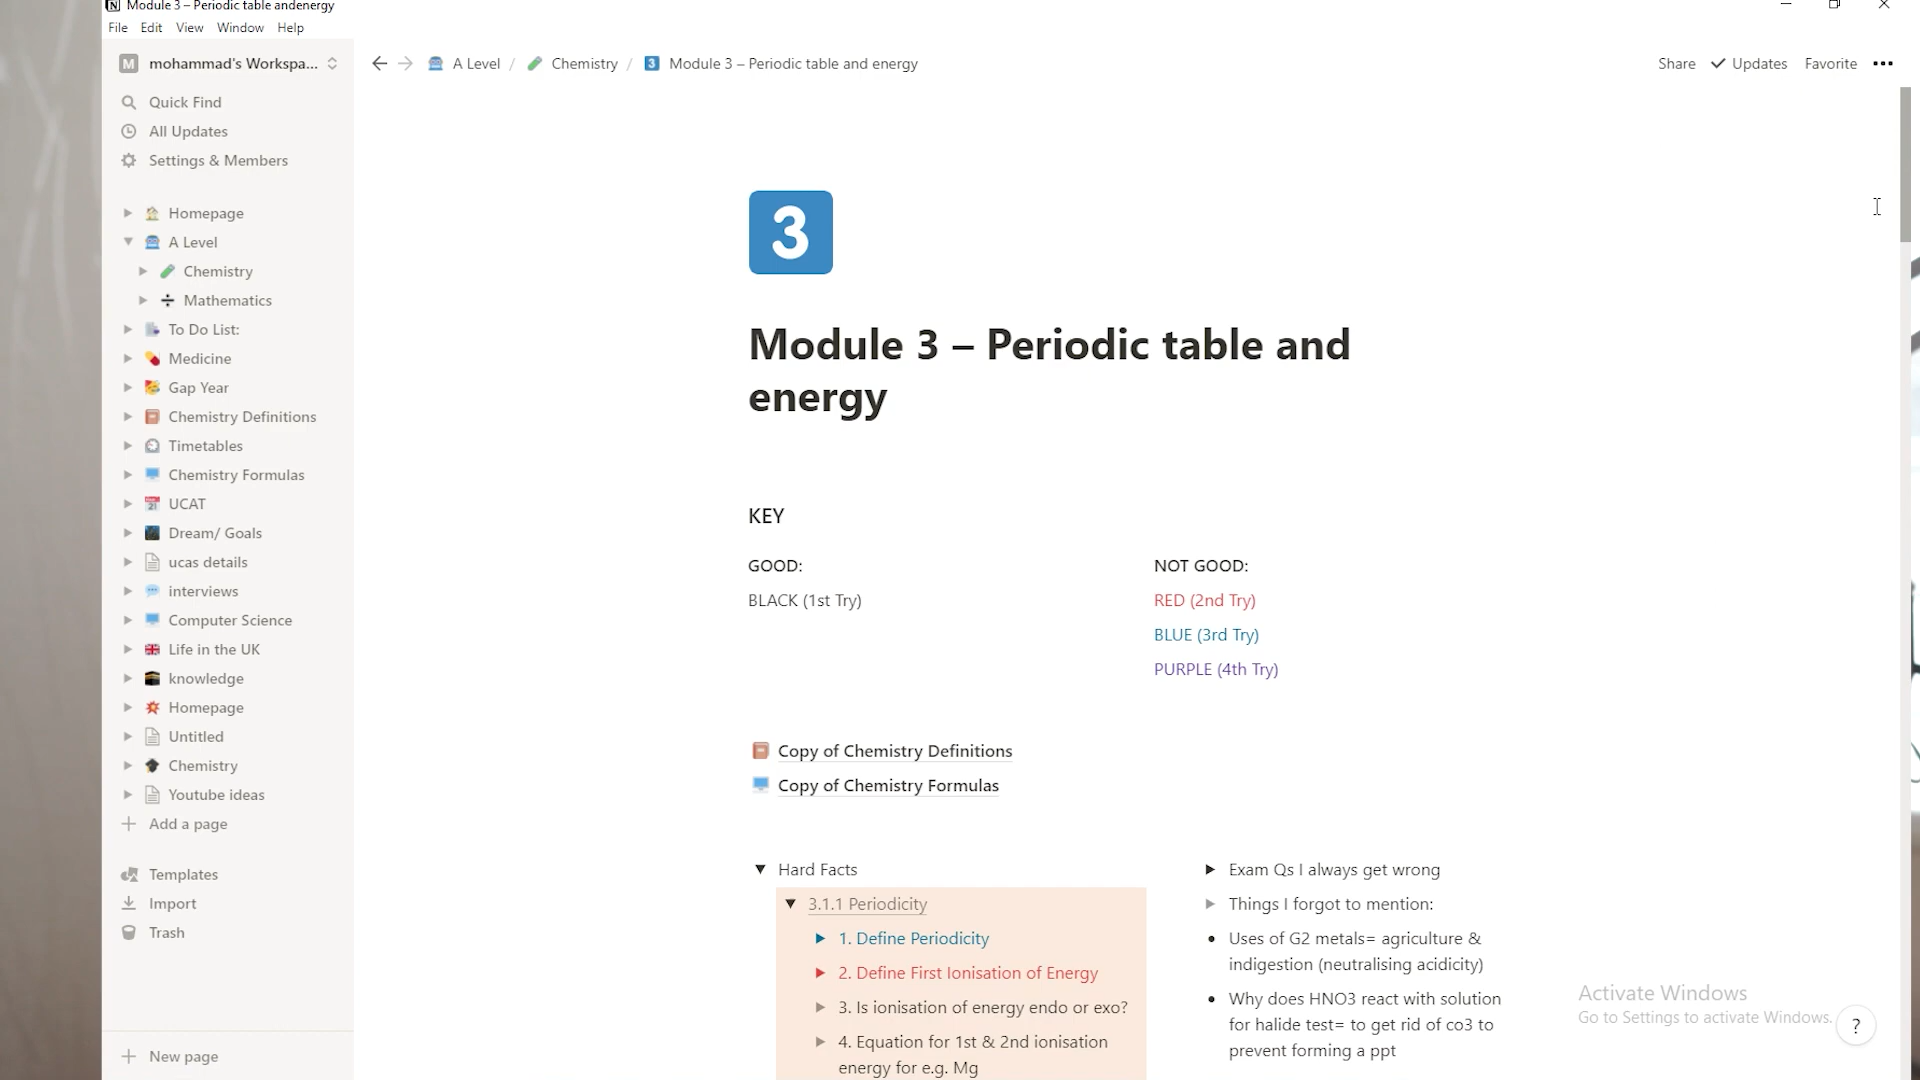 Module 3 – Periodic table andenergy
File Edit View Window Help
M mohammad's Workspa...
A Level / Chemistry / 3 Module 3 – Periodic table and energy
Share Updates Favorite
Quick Find
All Updates
Settings & Members
Homepage
A Level
Chemistry
Mathematics
To Do List:
Medicine
Gap Year
Chemistry Definitions
Timetables
Chemistry Formulas
UCAT
Dream/ Goals
ucas details
interviews
Computer Science
Life in the UK
knowledge
Homepage
Untitled
Chemistry
Youtube ideas
Add a page
Templates
Import
Trash
New page
3
Module 3 – Periodic table and
energy
KEY
GOOD:
BLACK (1st Try)
NOT GOOD:
RED (2nd Try)
BLUE (3rd Try)
PURPLE (4th Try)
Copy of Chemistry Definitions
Copy of Chemistry Formulas
Hard Facts
3.1.1 Periodicity
1. Define Periodicity
2. Define First Ionisation of Energy
3. Is ionisation of energy endo or exo?
4. Equation for 1st & 2nd ionisation
energy for e.g. Mg
Exam Qs I always get wrong
Things I forgot to mention:
• Uses of G2 metals= agriculture &
indigestion (neutralising acidicity)
• Why does HNO3 react with solution
for halide test= to get rid of co3 to
prevent forming a ppt
Activate Windows
Go to Settings to activate Windows.
?